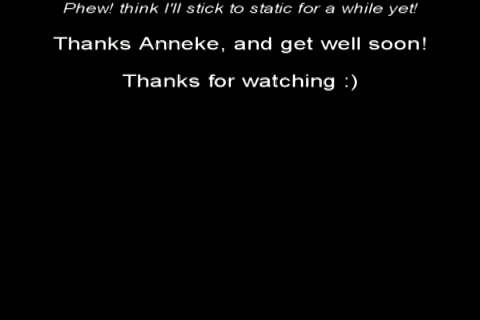 Phew! think I'll stick to static for a while yet!
Thanks Anneke, and get well soon!
Thanks for watching :)